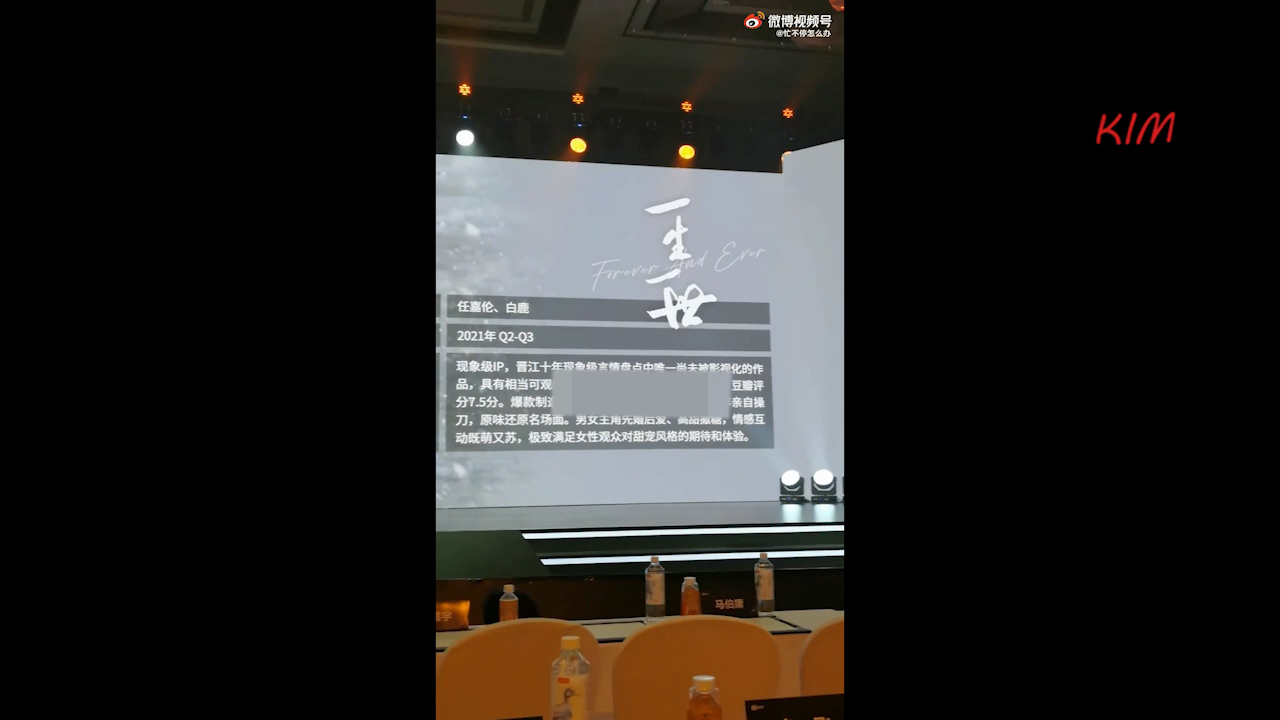 微博视频号
@忙不停怎么办
KIM
一生一世
Forever And Ever
任嘉伦、白鹿
2021年 Q2-Q3
现象级IP，晋江十年现象级言情盘点中唯一尚未被影视化的作
品，具有相当可观 豆瓣评
分7.5分。爆款制造 亲自操
刀，原味还原名场面。男女主角先婚后爱、高甜撒糖，情感互
动既萌又苏，极致满足女性观众对甜宠风格的期待和体验。
马伯庸